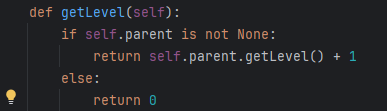 def getLevel(self):
    if self.parent is not None:
        return self.parent.getLevel() + 1
    else:
        return 0